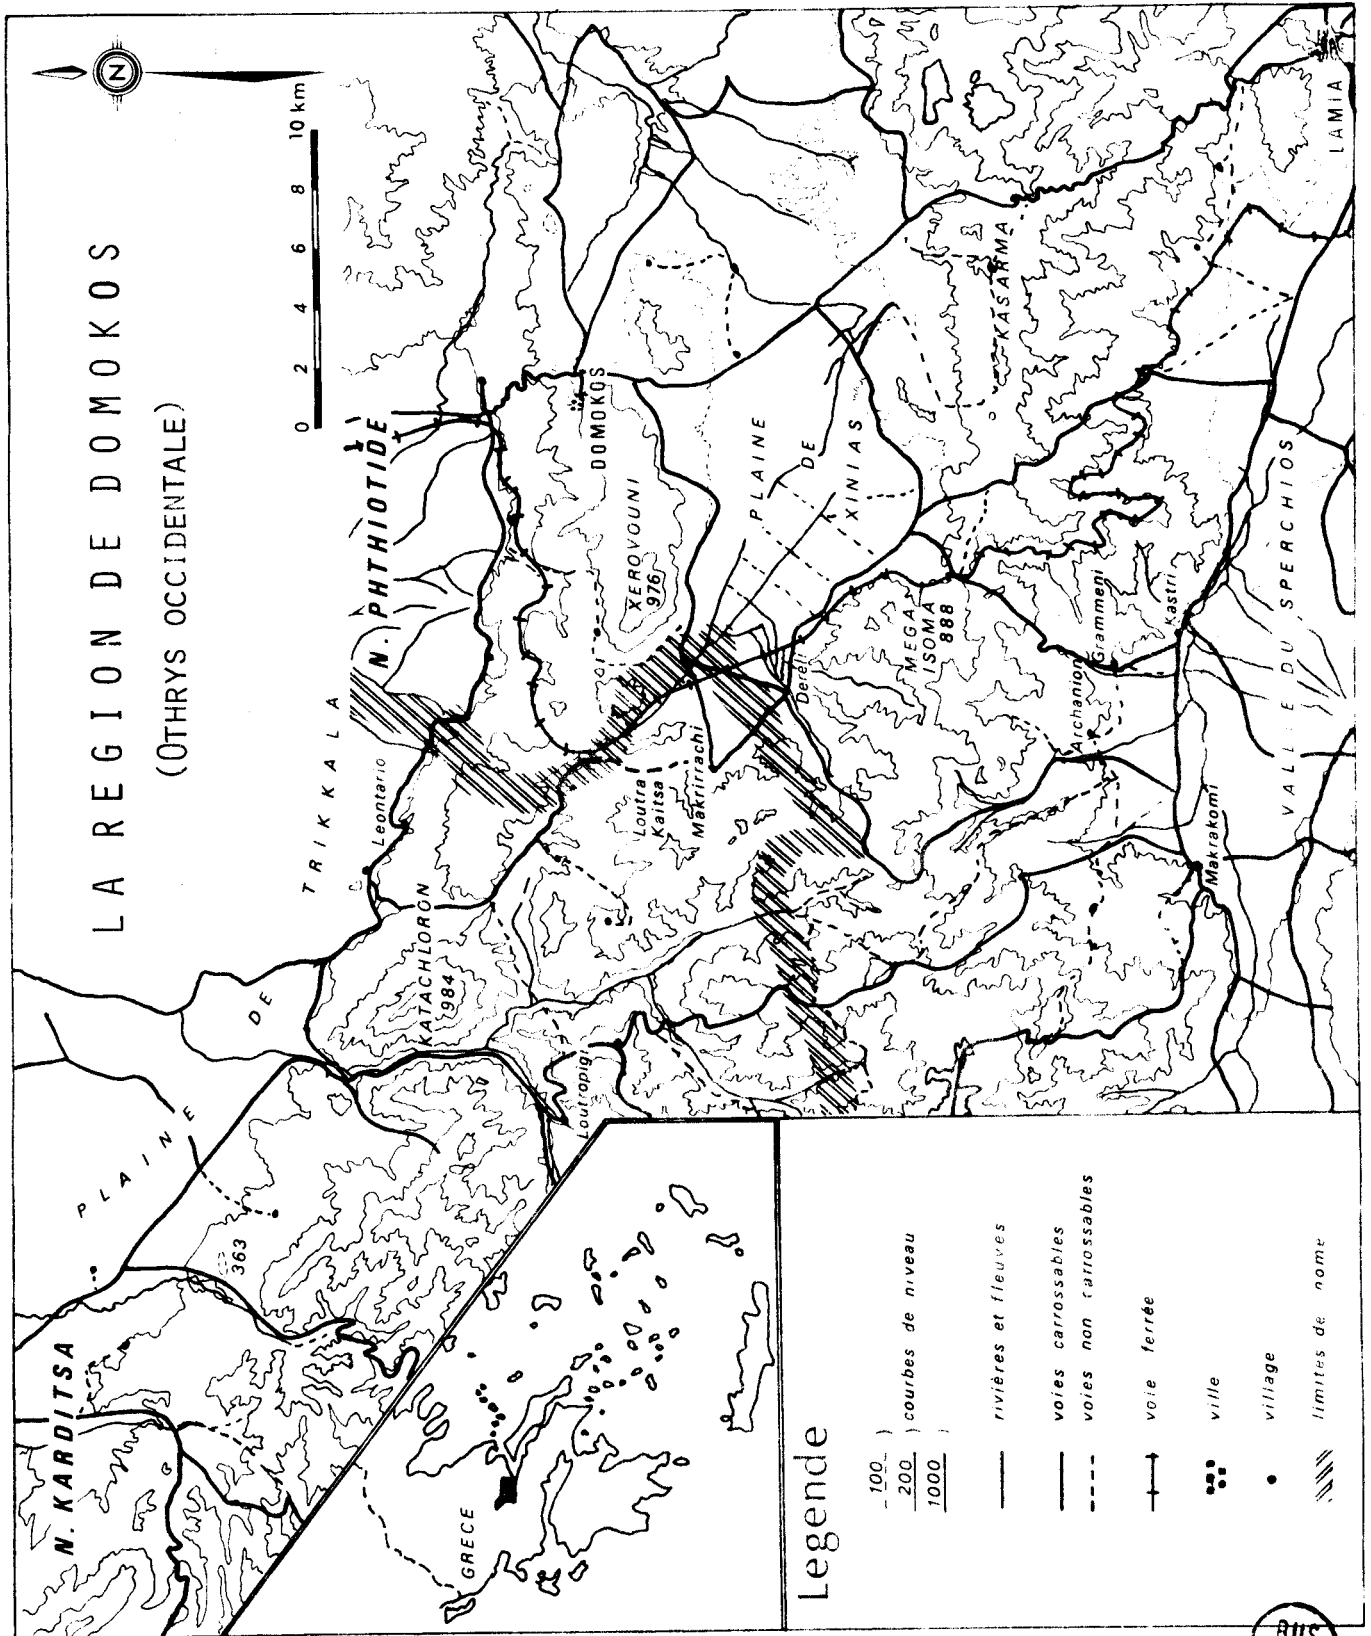 LA REGION DE DOMOKOS
(OTHRYS OCCIDENTALE)
N
0 2 4 6 8 10 km
N. KARDITSA
PLAINE
DE
TRIKKALA
N. PHTHIOTIDE
363
Leontario
KATACHLORON
984
DOMOKOS
XEROVOUNI
976
Loutropigi
Loutra
Kaitsa
Makrirrachi
PLAINE
DE
XINIAS
Dereli
MEGA
ISOMA
888
KASARMA
Archanion
Grammeni
Kastri
Makrakomi
VALLEE DU SPERCHIOS
LAMIA
GRECE
Legende
100 )
200 ) courbes de niveau
1000 )
rivières et fleuves
voies carrossables
voies non carrossables
voie ferrée
ville
village
limites de nome
BUS